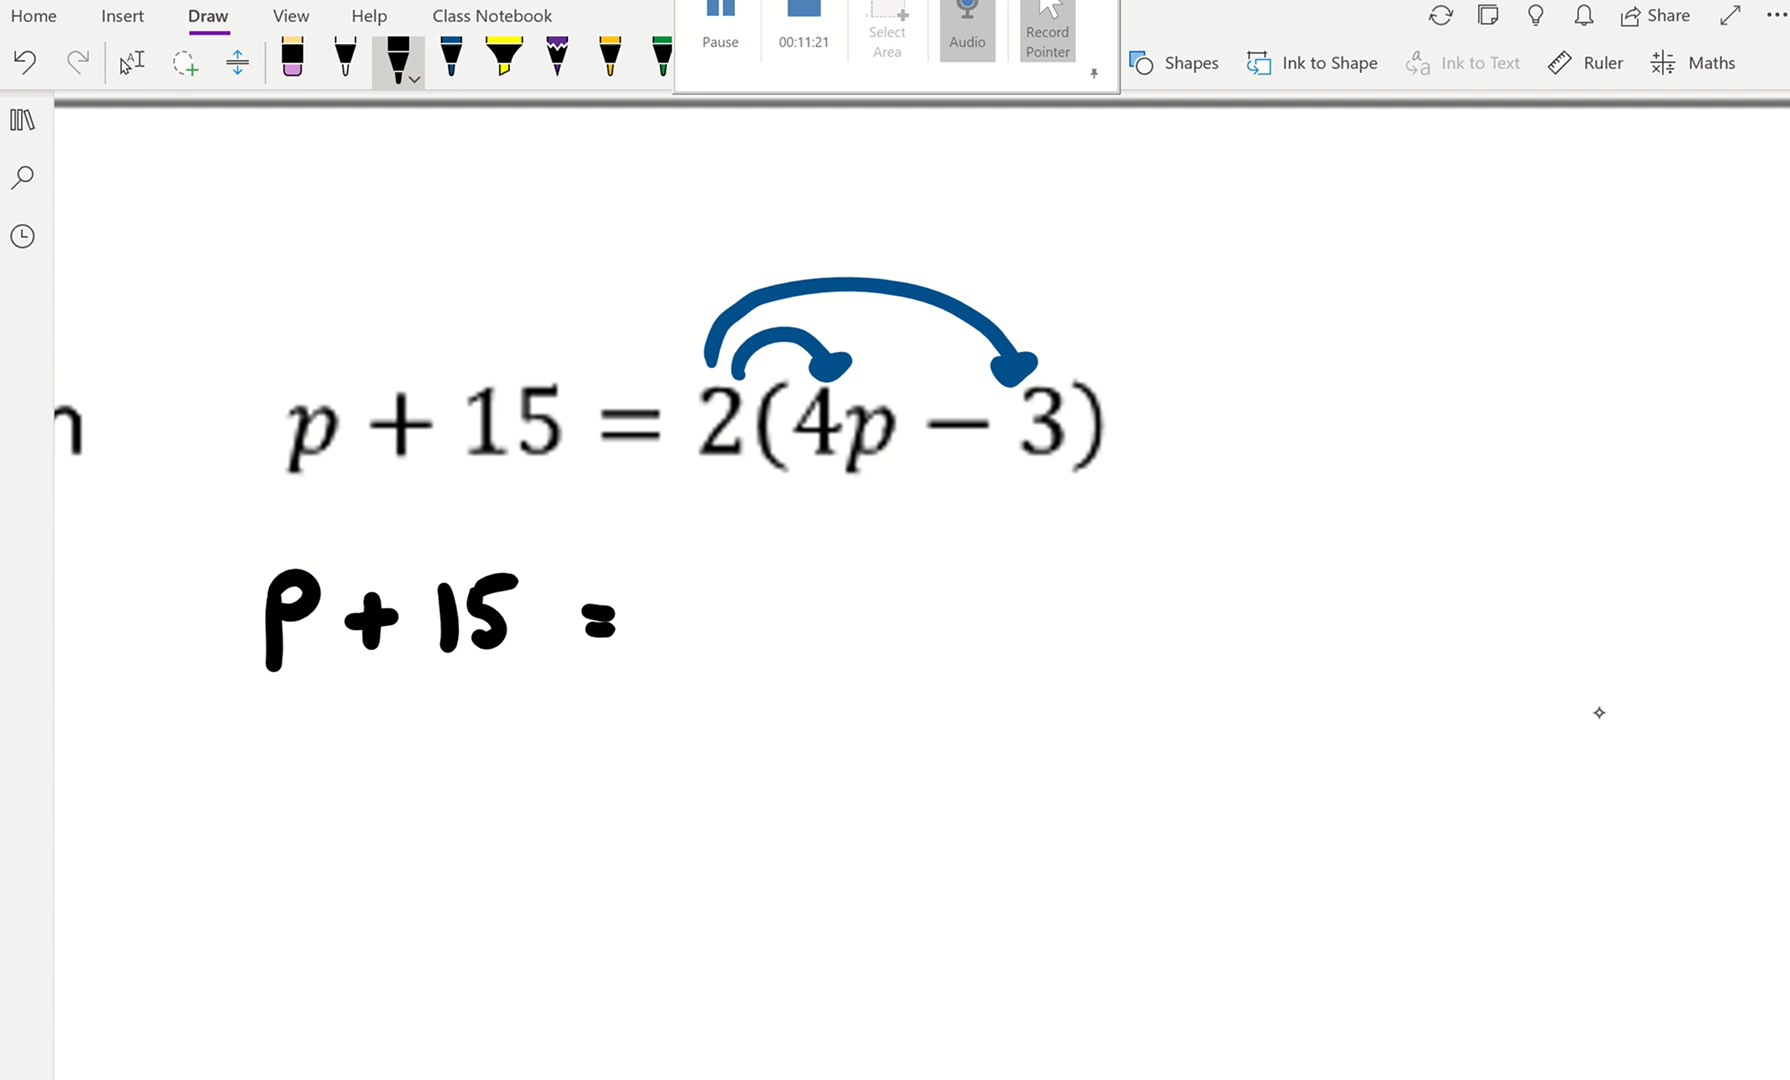 Home Insert Draw View Help Class Notebook
Share
Pause 00:11:21 Select Area Audio Record Pointer
Shapes Ink to Shape Ink to Text Ruler Maths
n p + 15 = 2(4p − 3)
p + 15 =